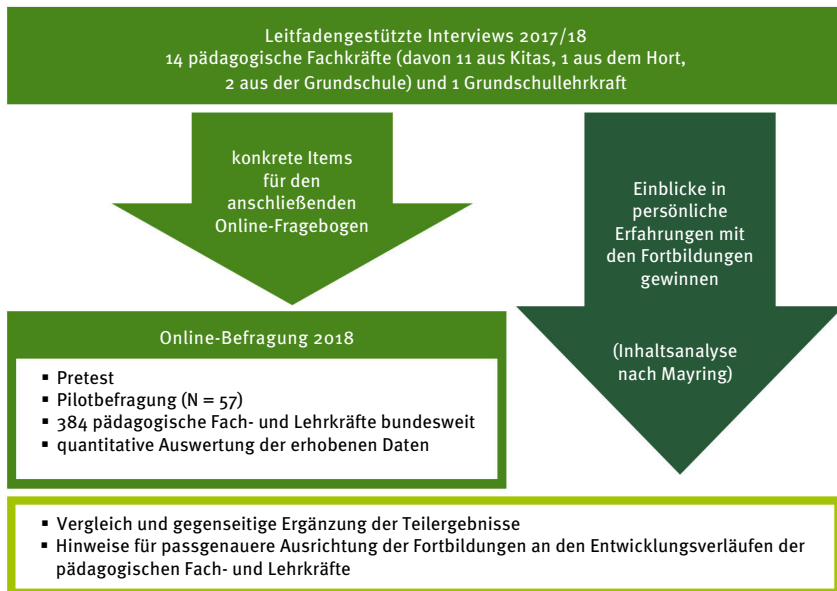 Leitfadengestützte Interviews 2017/18
14 pädagogische Fachkräfte (davon 11 aus Kitas, 1 aus dem Hort,
2 aus der Grundschule) und 1 Grundschullehrkraft
konkrete Items
für den
anschließenden
Online-Fragebogen
Einblicke in
persönliche
Erfahrungen mit
den Fortbildungen
gewinnen
(Inhaltsanalyse
nach Mayring)
Online-Befragung 2018
▪ Pretest
▪ Pilotbefragung (N = 57)
▪ 384 pädagogische Fach- und Lehrkräfte bundesweit
▪ quantitative Auswertung der erhobenen Daten
▪ Vergleich und gegenseitige Ergänzung der Teilergebnisse
▪ Hinweise für passgenauere Ausrichtung der Fortbildungen an den Entwicklungsverläufen der
pädagogischen Fach- und Lehrkräfte